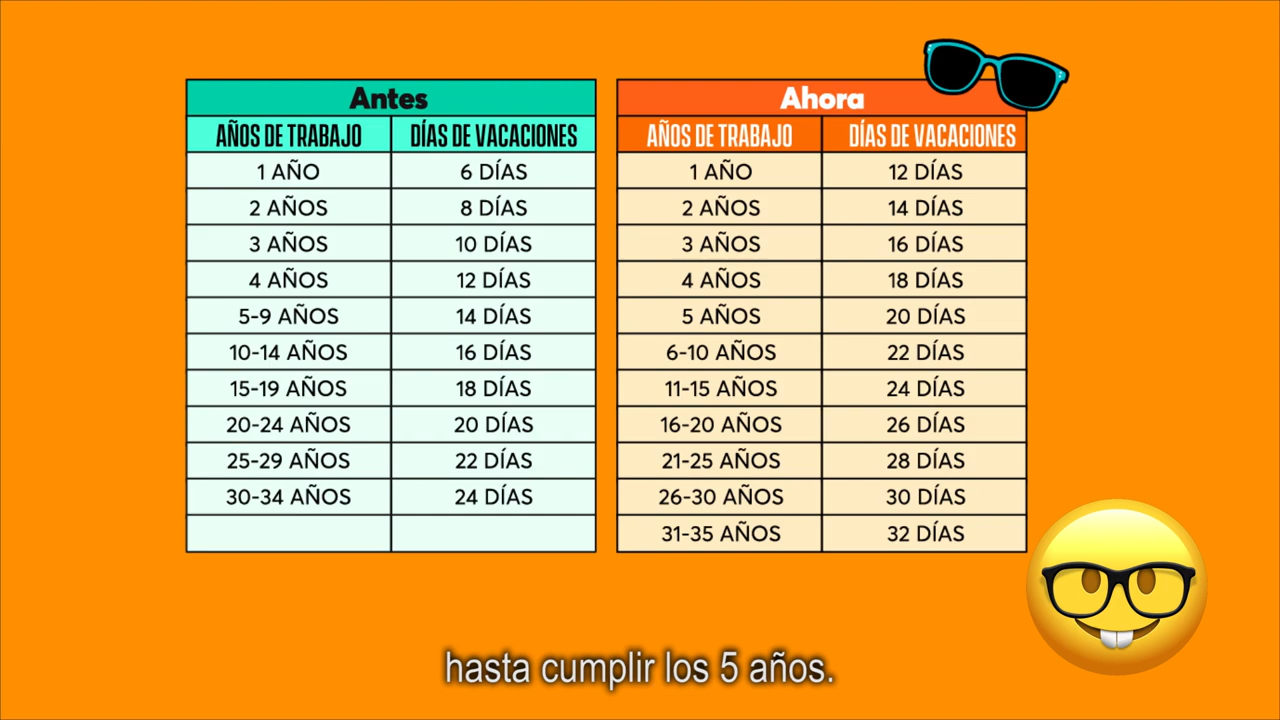 Antes
AÑOS DE TRABAJO DÍAS DE VACACIONES
1 AÑO 6 DÍAS
2 AÑOS 8 DÍAS
3 AÑOS 10 DÍAS
4 AÑOS 12 DÍAS
5-9 AÑOS 14 DÍAS
10-14 AÑOS 16 DÍAS
15-19 AÑOS 18 DÍAS
20-24 AÑOS 20 DÍAS
25-29 AÑOS 22 DÍAS
30-34 AÑOS 24 DÍAS
Ahora
AÑOS DE TRABAJO DÍAS DE VACACIONES
1 AÑO 12 DÍAS
2 AÑOS 14 DÍAS
3 AÑOS 16 DÍAS
4 AÑOS 18 DÍAS
5 AÑOS 20 DÍAS
6-10 AÑOS 22 DÍAS
11-15 AÑOS 24 DÍAS
16-20 AÑOS 26 DÍAS
21-25 AÑOS 28 DÍAS
26-30 AÑOS 30 DÍAS
31-35 AÑOS 32 DÍAS
hasta cumplir los 5 años.